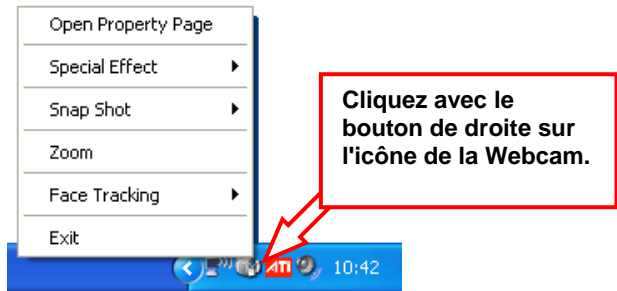 Open Property Page
Special Effect
Snap Shot
Zoom
Face Tracking
Exit
Cliquez avec le
bouton de droite sur
l'icône de la Webcam.
ATI
10:42